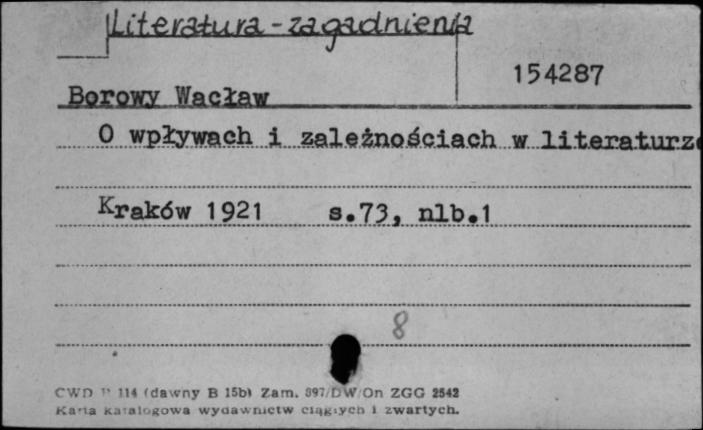 Literatura - zagadnienia
154287
Borowy Wacław
O wpływach i zależnościach w literaturze
Kraków 1921 s.73, nlb.1
8
CWD P 114 (dawny B 15b) Zam. 897/DW/On ZGG 2542
Karta katalogowa wydawnictw ciągłych i zwartych.